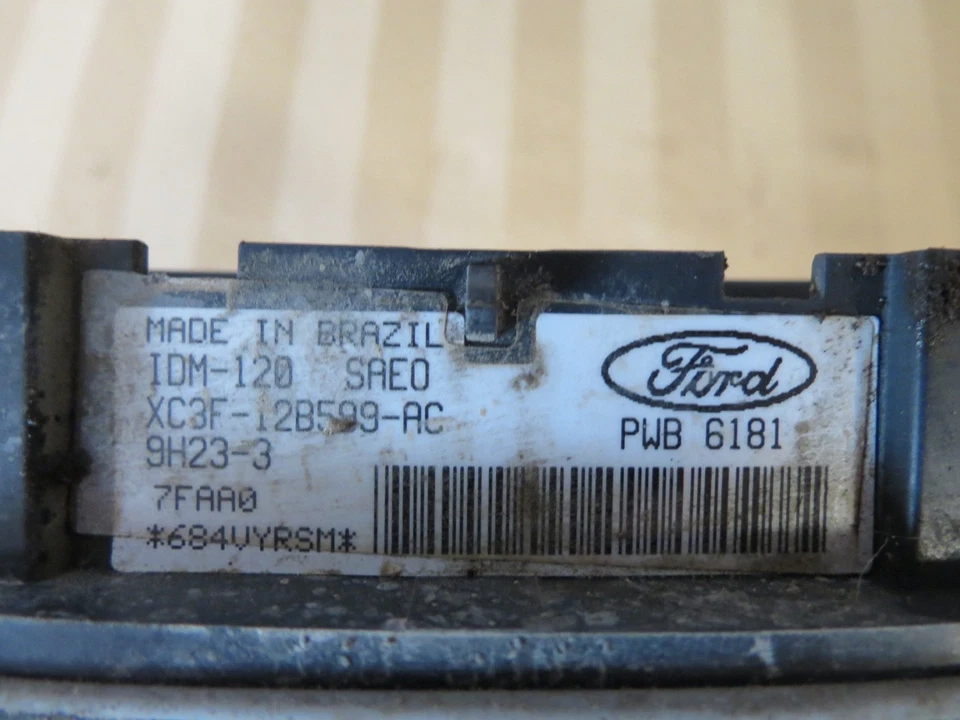 MADE IN BRAZIL
IDM-120 SAE0
XC3F-12B599-AC
9H23-3
7FAA0
*684VYRSM*
Ford
PWB 6181